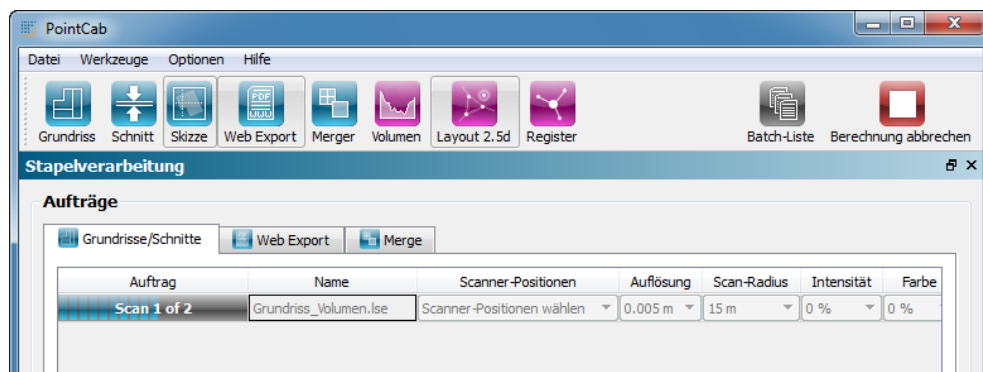 PointCab
Datei Werkzeuge Optionen Hilfe
PDF
Grundriss Schnitt Skizze Web Export Merger Volumen Layout 2.5d Register Batch-Liste Berechnung abbrechen
Stapelverarbeitung
Aufträge
Grundrisse/Schnitte Web Export Merge
Auftrag Name Scanner-Positionen Auflösung Scan-Radius Intensität Farbe
Scan 1 of 2 Grundriss_Volumen.lse Scanner-Positionen wählen 0.005 m 15 m 0 % 0 %